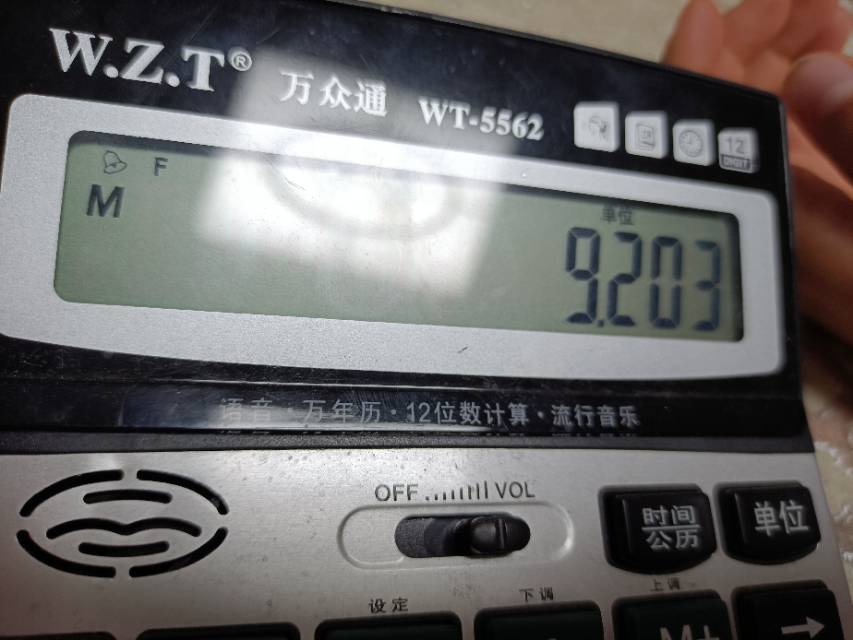 W.Z.T® 万众通 WT-5562
12
DIGIT
F
M
单位
9.203
语音·万年历·12位数计算·流行音乐
OFF VOL
时间
公历
单位
设定 下调 上调
M+ →